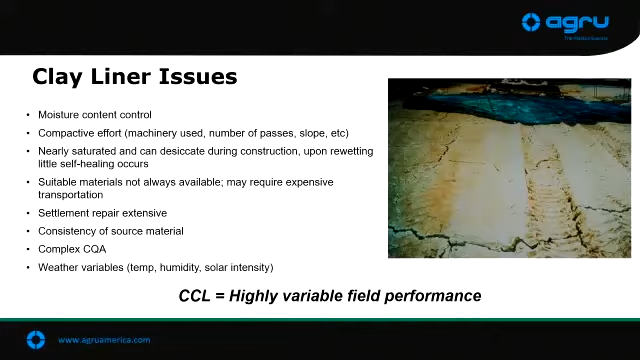 agru
The Plastics Experts.
Clay Liner Issues
• Moisture content control
• Compactive effort (machinery used, number of passes, slope, etc)
• Nearly saturated and can desiccate during construction, upon rewetting
little self-healing occurs
• Suitable materials not always available; may require expensive
transportation
• Settlement repair extensive
• Consistency of source material
• Complex CQA
• Weather variables (temp, humidity, solar intensity)
CCL = Highly variable field performance
www.agruamerica.com